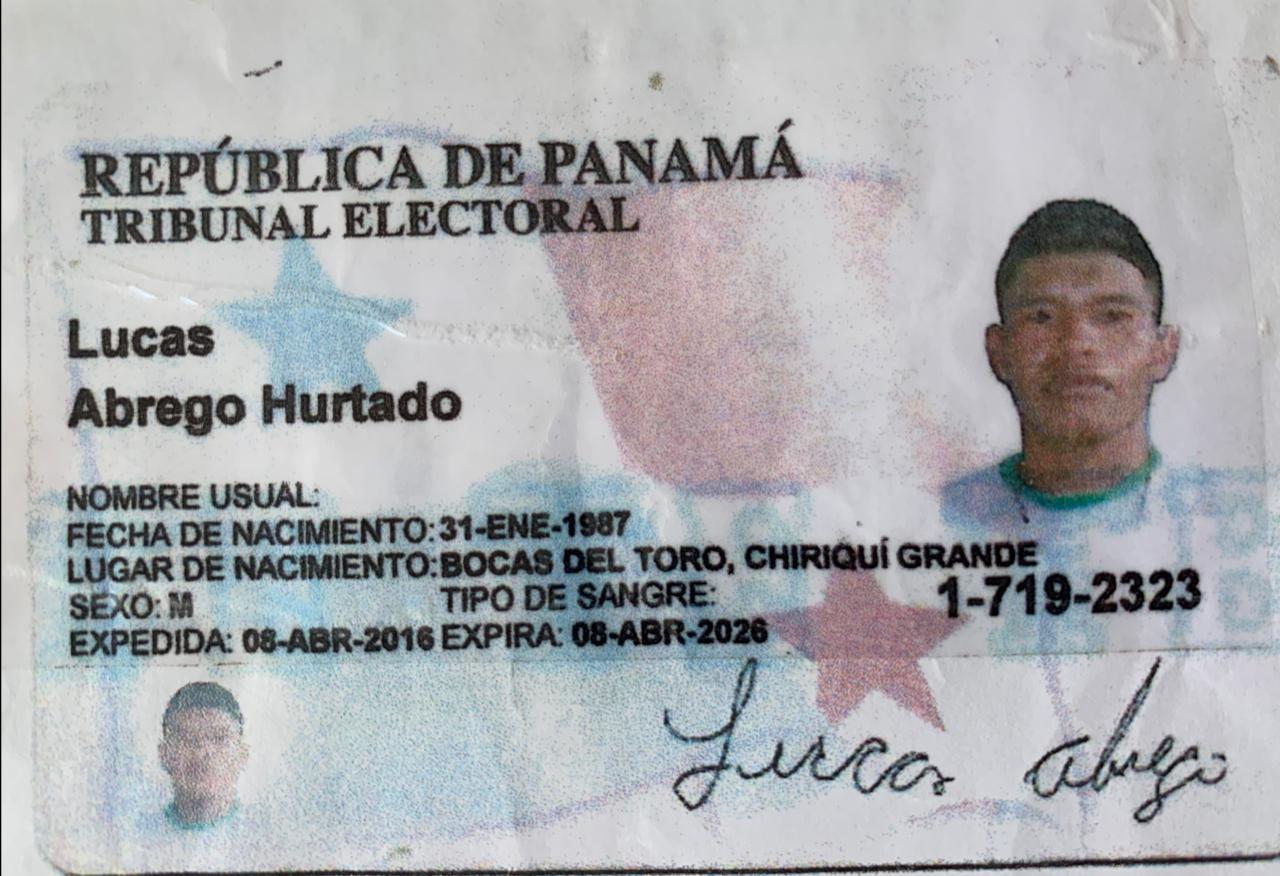 REPÚBLICA DE PANAMÁ
TRIBUNAL ELECTORAL
Lucas
Abrego Hurtado
NOMBRE USUAL:
FECHA DE NACIMIENTO: 31-ENE-1987
LUGAR DE NACIMIENTO: BOCAS DEL TORO, CHIRIQUÍ GRANDE
SEXO: M TIPO DE SANGRE:
1-719-2323
EXPEDIDA: 08-ABR-2016 EXPIRA: 08-ABR-2026
Lucas Abrego